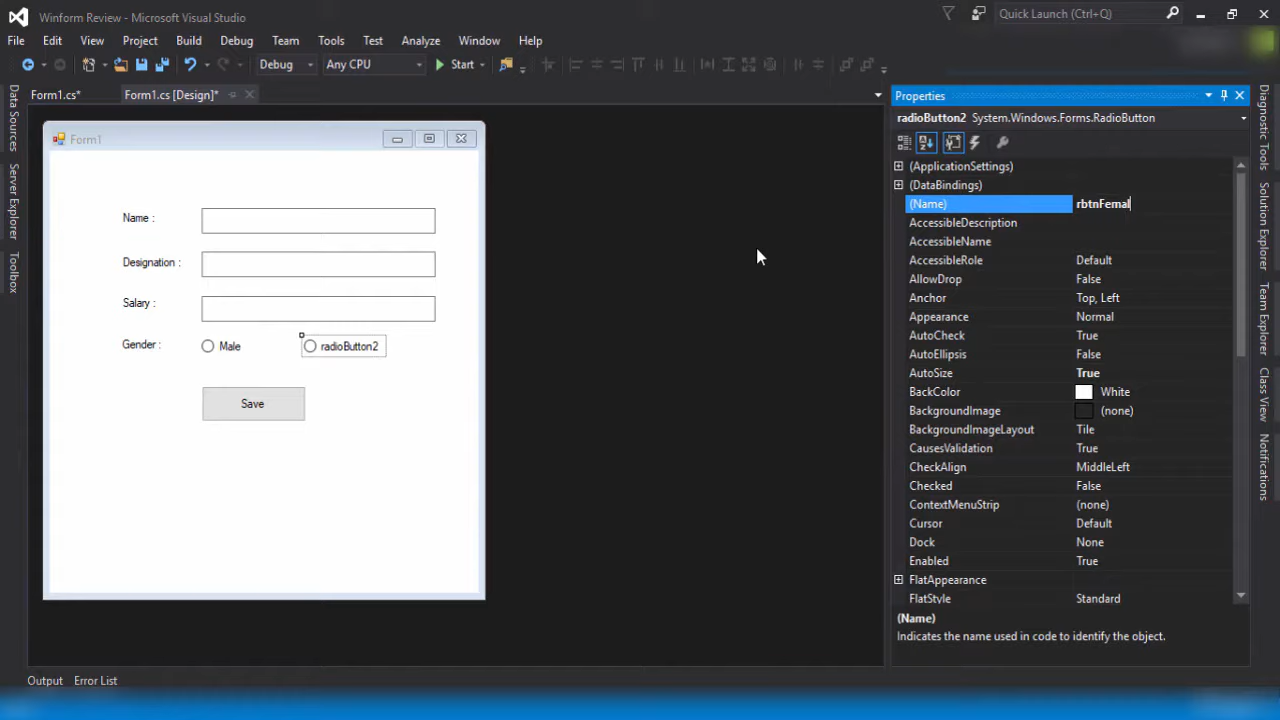 Winform Review - Microsoft Visual Studio
Quick Launch (Ctrl+Q)
File Edit View Project Build Debug Team Tools Test Analyze Window Help
Debug Any CPU Start
Data Sources
Server Explorer
Toolbox
Form1.cs*
Form1.cs [Design]*
Form1
Name :
Designation :
Salary :
Gender : Male radioButton2
Save
Properties
radioButton2 System.Windows.Forms.RadioButton
(ApplicationSettings)
(DataBindings)
(Name) rbtnFemal
AccessibleDescription
AccessibleName
AccessibleRole Default
AllowDrop False
Anchor Top, Left
Appearance Normal
AutoCheck True
AutoEllipsis False
AutoSize True
BackColor White
BackgroundImage (none)
BackgroundImageLayout Tile
CausesValidation True
CheckAlign MiddleLeft
Checked False
ContextMenuStrip (none)
Cursor Default
Dock None
Enabled True
FlatAppearance
FlatStyle Standard
(Name)
Indicates the name used in code to identify the object.
Diagnostic Tools
Solution Explorer
Team Explorer
Class View
Notifications
Output Error List